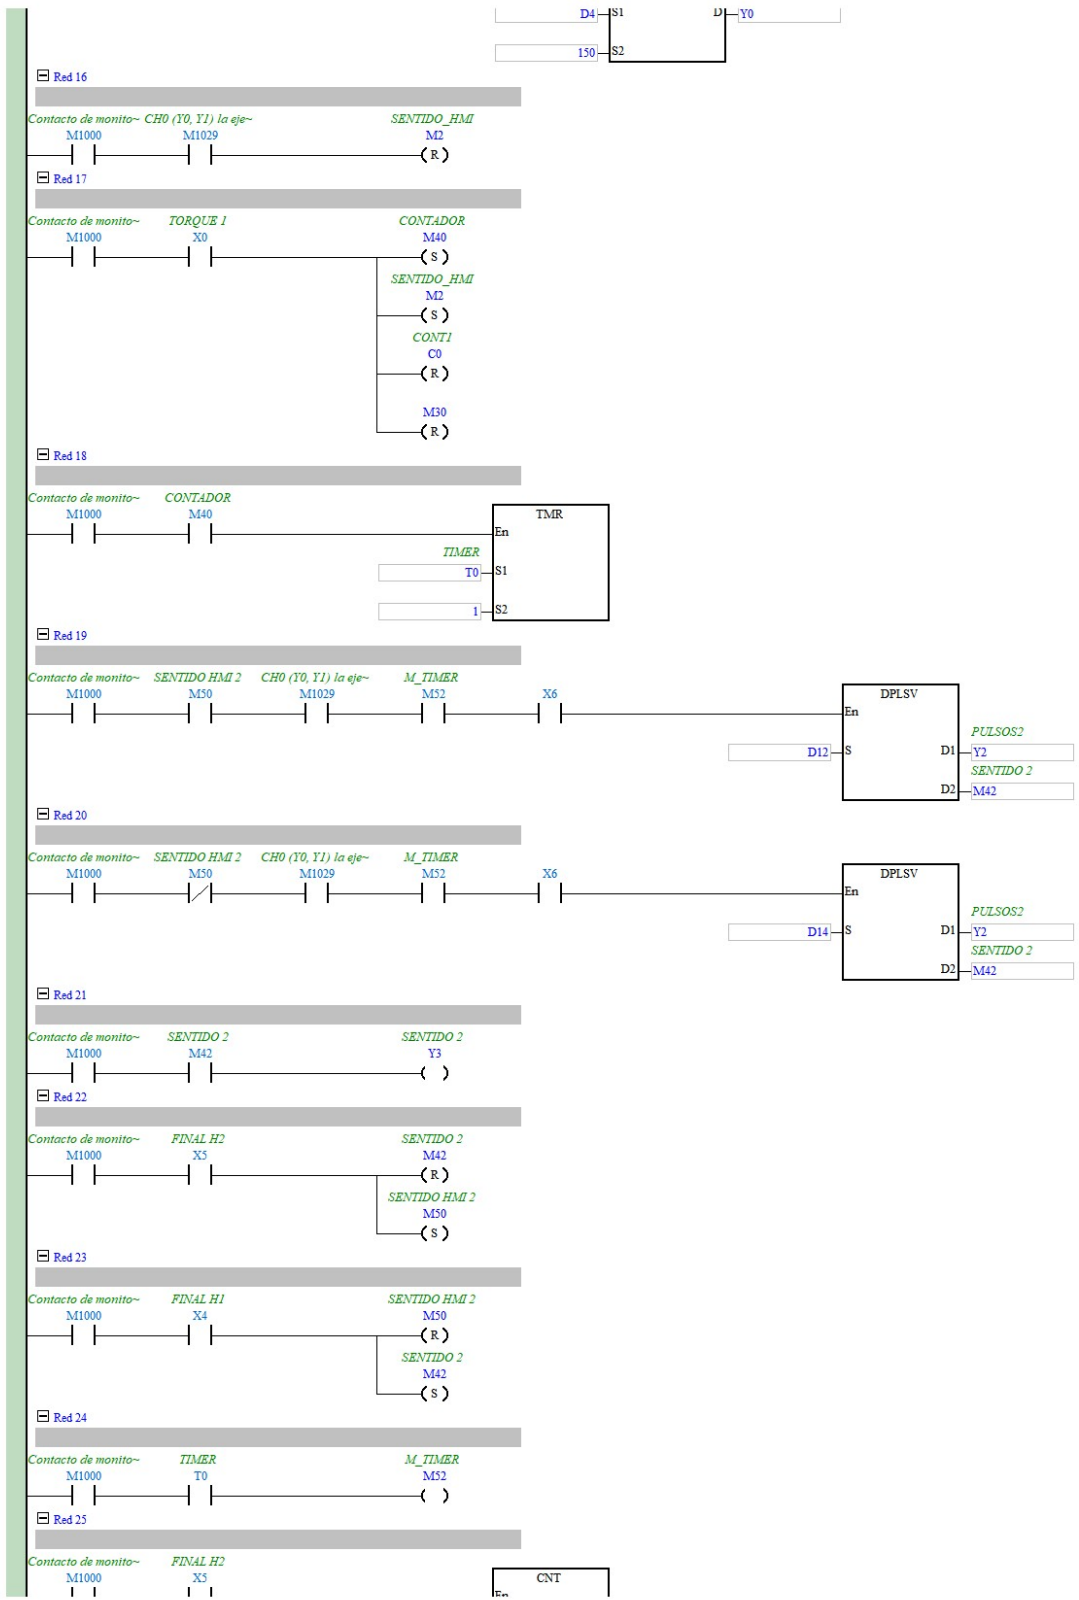 D4 S1 D Y0
150 S2
Red 16
Contacto de monito~ CH0 (Y0, Y1) la eje~ SENTIDO_HMI
M1000 M1029 M2
R
Red 17
Contacto de monito~ TORQUE 1 CONTADOR
M1000 X0 M40
S
SENTIDO_HMI
M2
S
CONT1
C0
R
M30
R
Red 18
Contacto de monito~ CONTADOR
M1000 M40 TMR
En
TIMER
T0 S1
1 S2
Red 19
Contacto de monito~ SENTIDO HMI 2 CH0 (Y0, Y1) la eje~ M_TIMER
M1000 M50 M1029 M52 X6 DPLSV
En
PULSOS2
D12 S D1 Y2
SENTIDO 2
D2 M42
Red 20
Contacto de monito~ SENTIDO HMI 2 CH0 (Y0, Y1) la eje~ M_TIMER
M1000 M50 M1029 M52 X6 DPLSV
En
PULSOS2
D14 S D1 Y2
SENTIDO 2
D2 M42
Red 21
Contacto de monito~ SENTIDO 2 SENTIDO 2
M1000 M42 Y3
Red 22
Contacto de monito~ FINAL H2 SENTIDO 2
M1000 X5 M42
R
SENTIDO HMI 2
M50
S
Red 23
Contacto de monito~ FINAL H1 SENTIDO HMI 2
M1000 X4 M50
R
SENTIDO 2
M42
S
Red 24
Contacto de monito~ TIMER M_TIMER
M1000 T0 M52
Red 25
Contacto de monito~ FINAL H2
M1000 X5 CNT
En